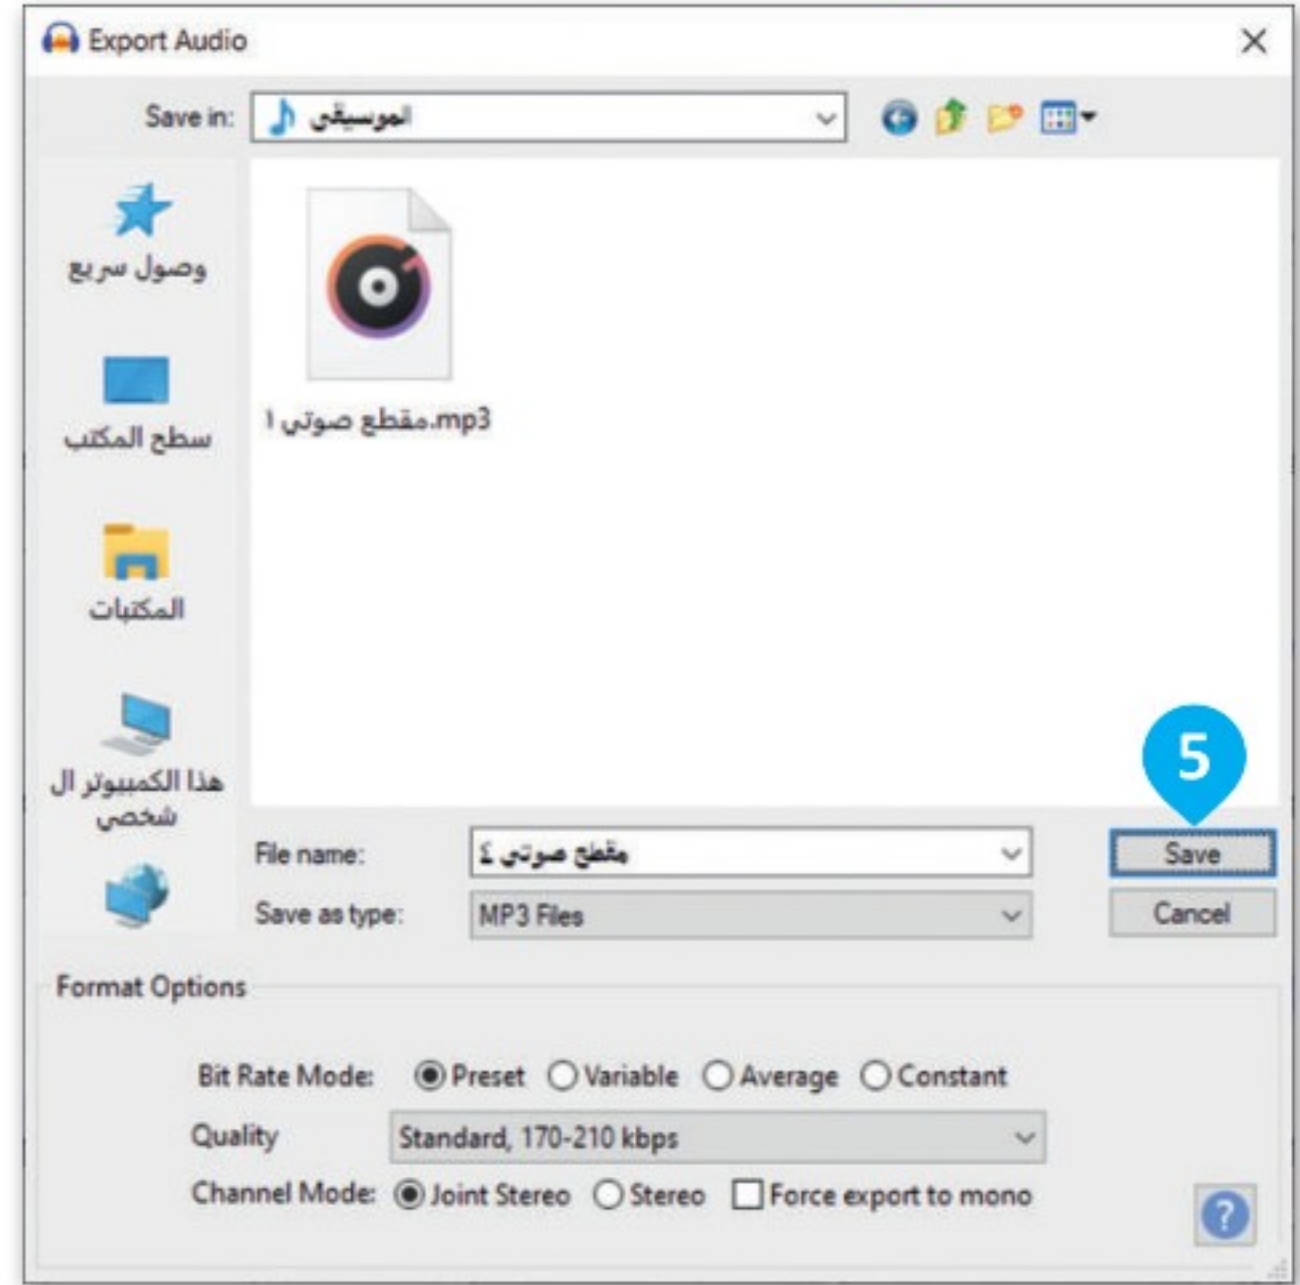 Export Audio
Save in: الموسيقى
وصول سريع
مقطع صوتي ١.mp3
سطح المكتب
المكتبات
هذا الكمبيوتر ال
شخصي
5
File name: مقطع صوتي ٤ Save
Save as type: MP3 Files Cancel
Format Options
Bit Rate Mode: Preset Variable Average Constant
Quality Standard, 170-210 kbps
Channel Mode: Joint Stereo Stereo Force export to mono
?